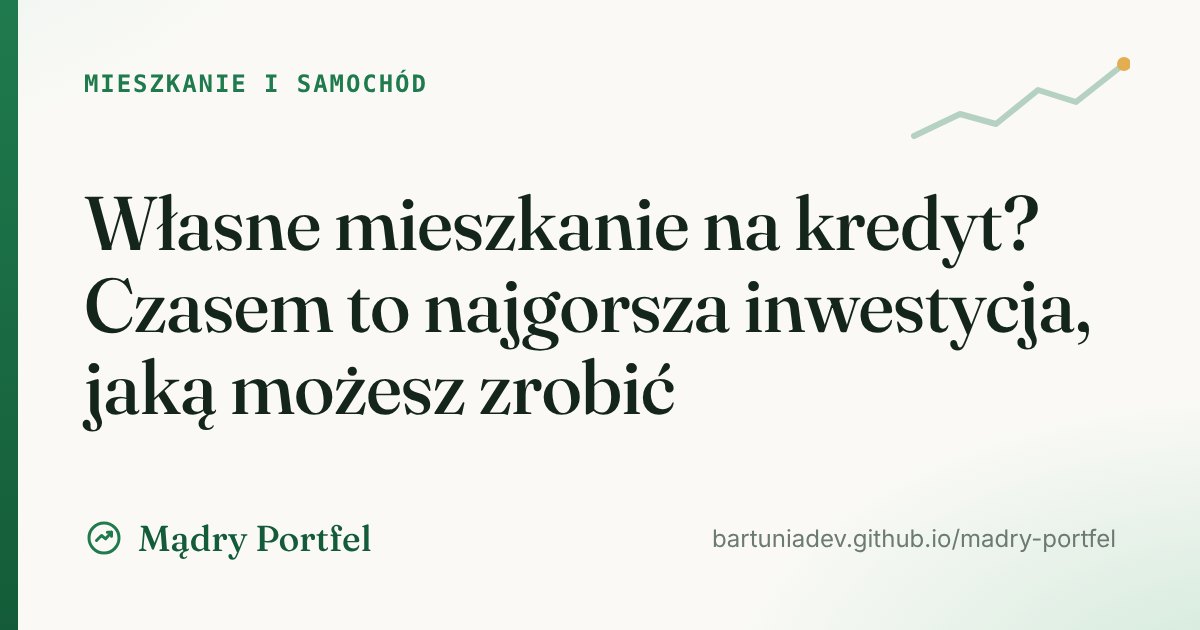 MIESZKANIE I SAMOCHÓD
Własne mieszkanie na kredyt?
Czasem to najgorsza inwestycja,
jaką możesz zrobić
Mądry Portfel
bartuniadev.github.io/madry-portfel